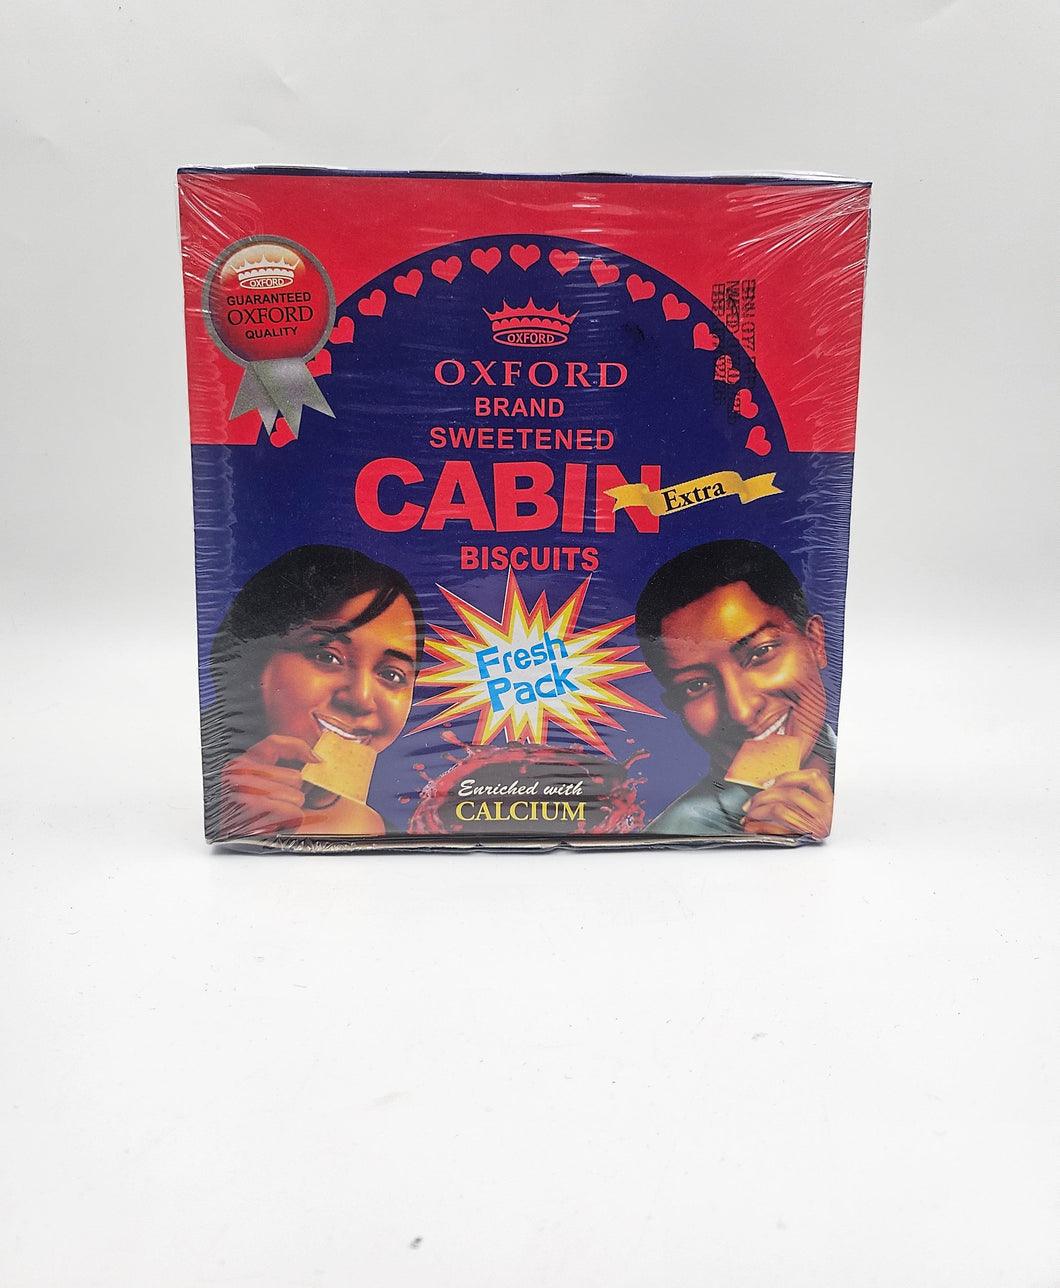 OXFORD
GUARANTEED
OXFORD
QUALITY
OXFORD
OXFORD
BRAND
SWEETENED
CABIN
Extra
BISCUITS
Fresh
Pack
Enriched with
CALCIUM